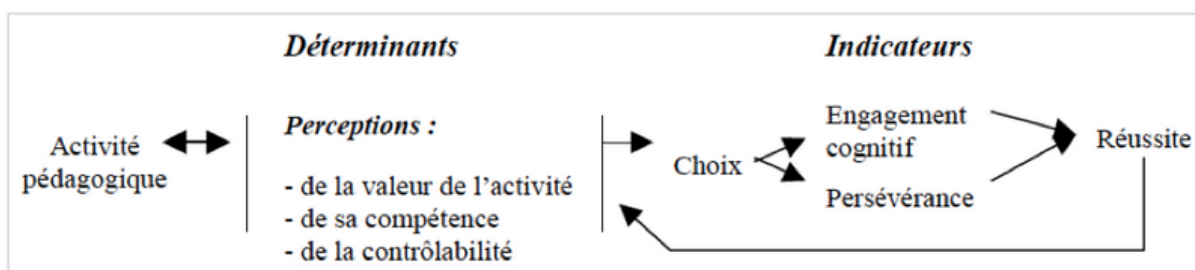 Déterminants
Indicateurs
Activité
pédagogique
Perceptions :
- de la valeur de l’activité
- de sa compétence
- de la contrôlabilité
Choix
Engagement
cognitif
Persévérance
Réussite